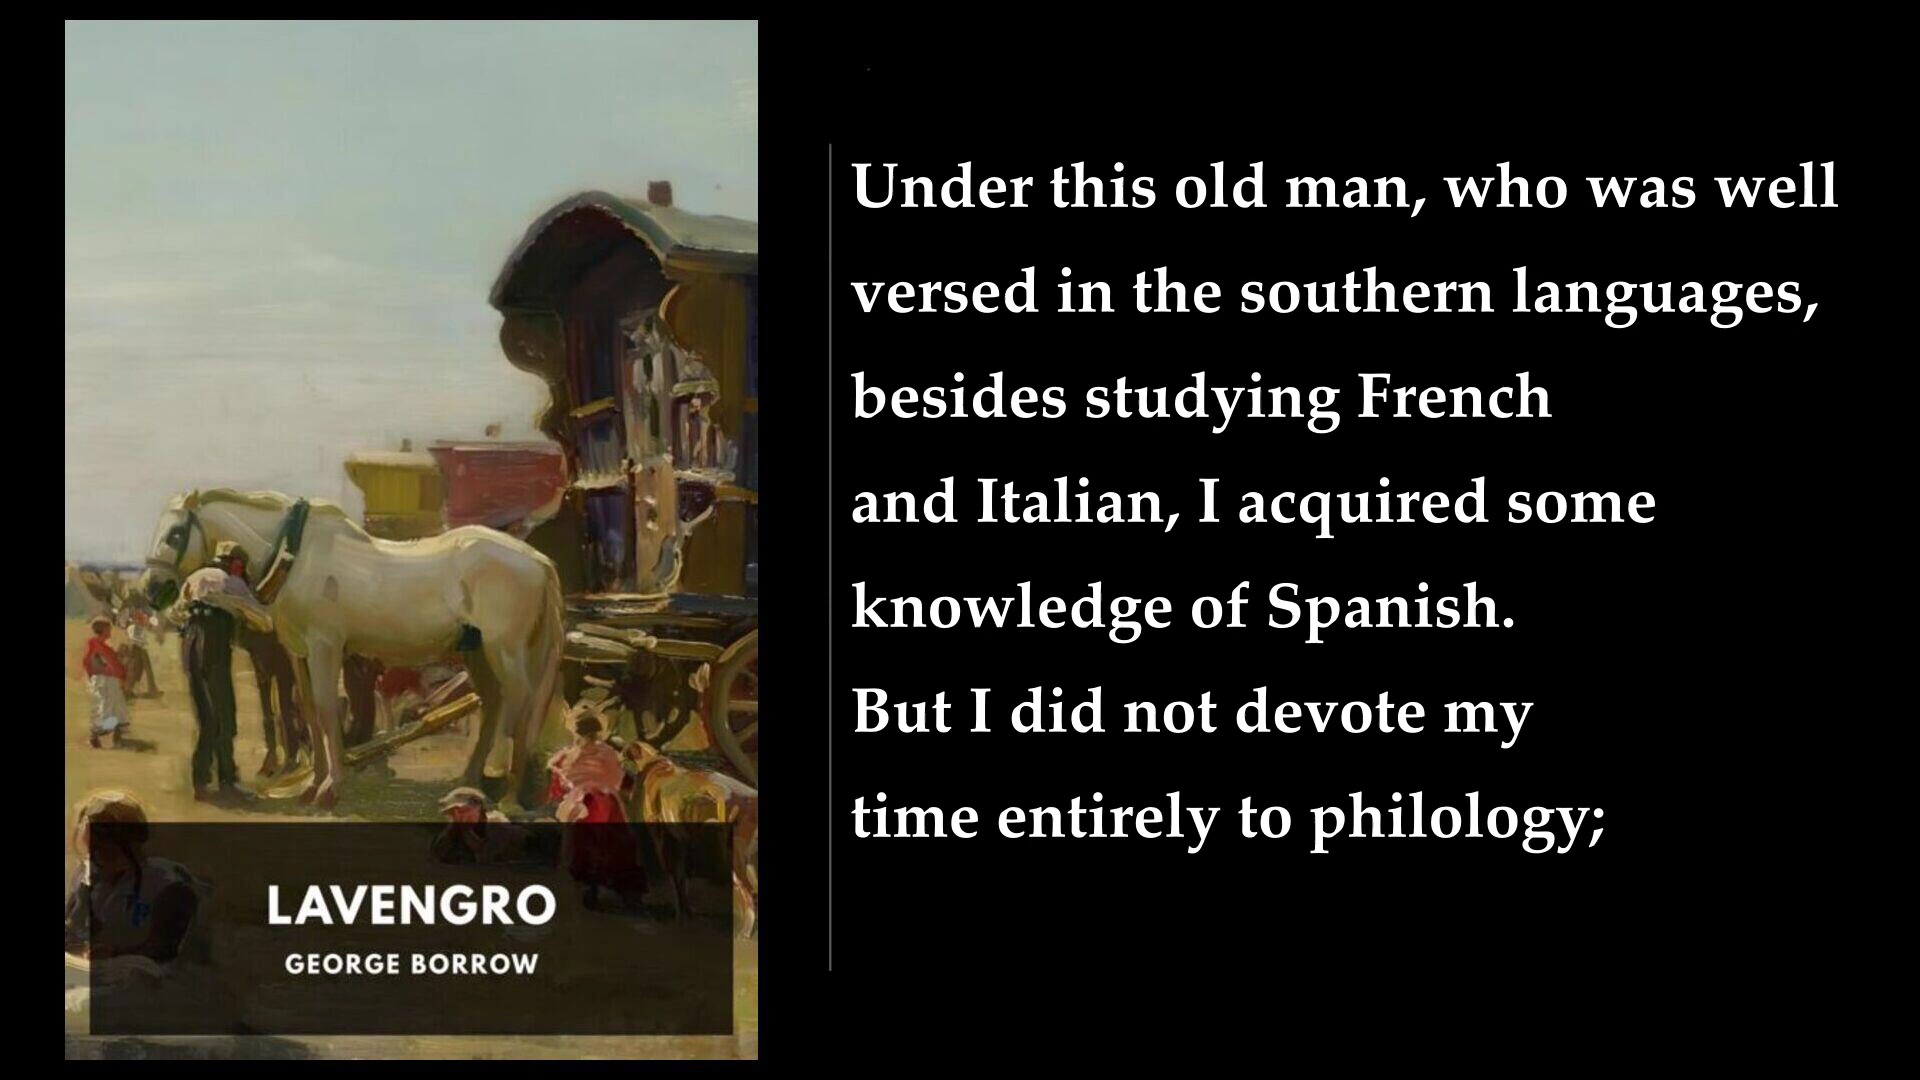 Under this old man, who was well
versed in the southern languages,
besides studying French
and Italian, I acquired some
knowledge of Spanish.
But I did not devote my
time entirely to philology;
LAVENGRO
GEORGE BORROW